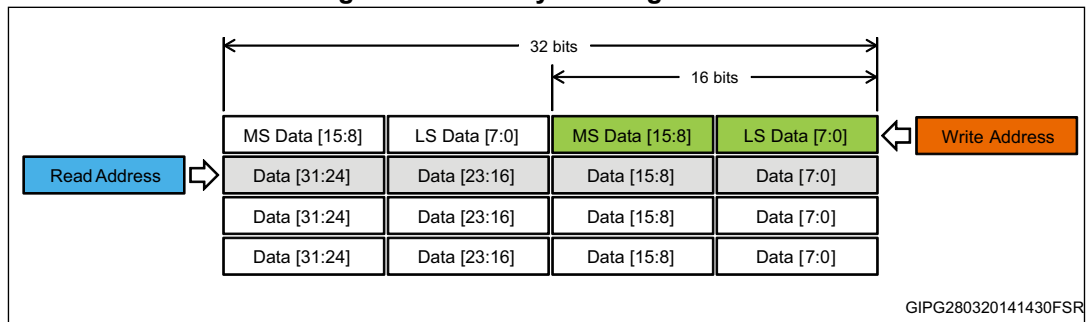 32 bits
16 bits
MS Data [15:8] LS Data [7:0] MS Data [15:8] LS Data [7:0] Write Address
Read Address Data [31:24] Data [23:16] Data [15:8] Data [7:0]
Data [31:24] Data [23:16] Data [15:8] Data [7:0]
Data [31:24] Data [23:16] Data [15:8] Data [7:0]
GIPG280320141430FSR